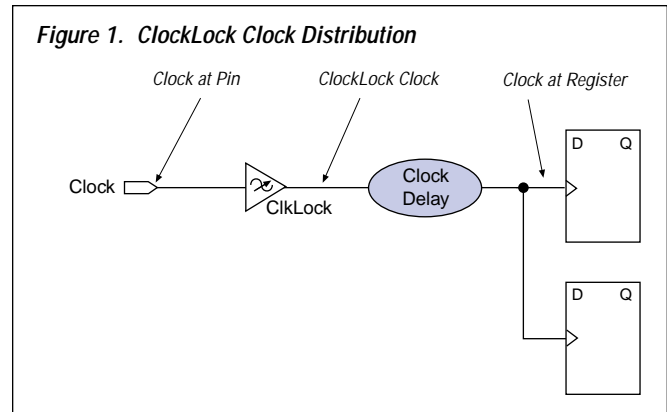 Figure 1. ClockLock Clock Distribution
Clock at Pin
ClockLock Clock
Clock at Register
D Q
Clock
ClkLock
Clock
Delay
D Q